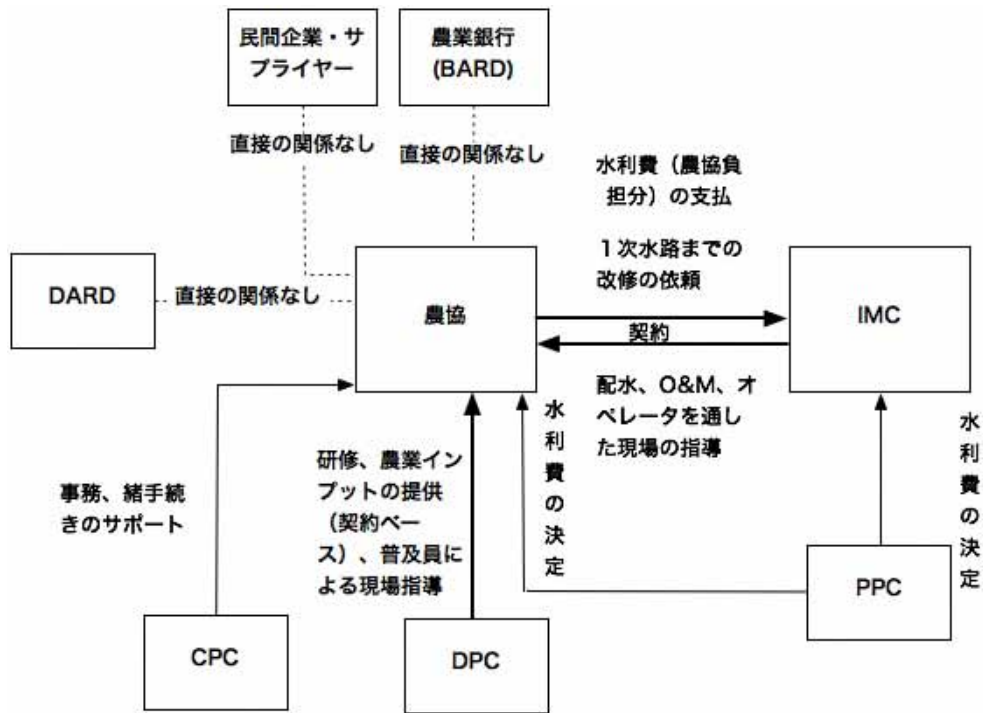 民間企業・サ
プライヤー
農業銀行
(BARD)
直接の関係なし
直接の関係なし
水利費（農協負
担分）の支払
１次水路までの
改修の依頼
DARD
直接の関係なし
農協
IMC
契約
配水、O&M、オ
ペレータを通し
た現場の指導
水利費の決定
水利費の決定
研修、農業イン
プットの提供
（契約ベー
ス）、普及員に
よる現場指導
事務、緒手続
きのサポート
PPC
CPC
DPC